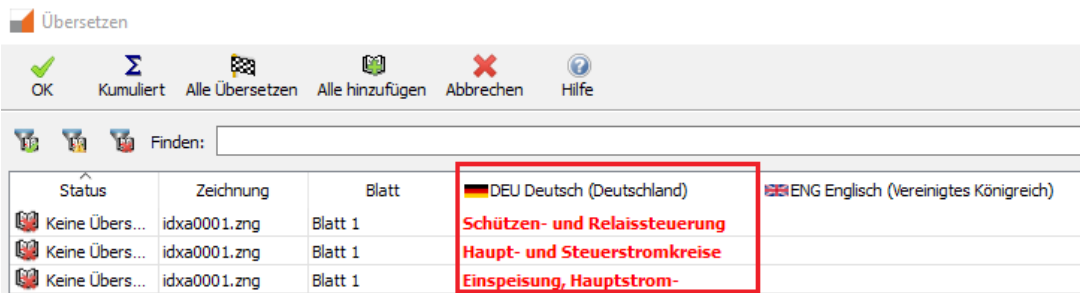 Übersetzen
OK Kumuliert Alle Übersetzen Alle hinzufügen Abbrechen Hilfe
Finden:
Status Zeichnung Blatt DEU Deutsch (Deutschland) ENG Englisch (Vereinigtes Königreich)
Keine Übers... idxa0001.zng Blatt 1 Schützen- und Relaissteuerung
Keine Übers... idxa0001.zng Blatt 1 Haupt- und Steuerstromkreise
Keine Übers... idxa0001.zng Blatt 1 Einspeisung, Hauptstrom-